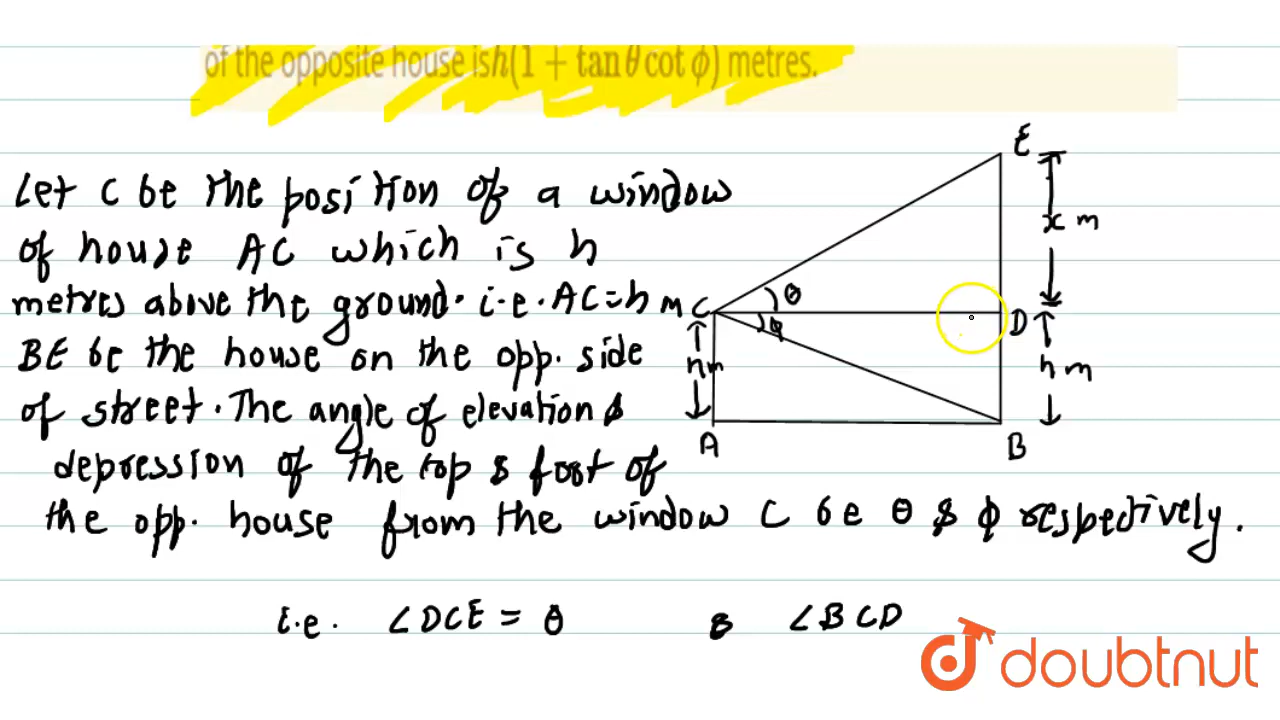 of the opposite house is h(1 + tan θ cot ϕ) metres.
Let C be the position of a window
of house AC which is h
metres above the ground. i.e. AC = h m
BE be the house on the opp. side
of street. The angle of elevation &
depression of the top & foot of
the opp. house from the window C be θ & ϕ respectively.
i.e. ∠DCE = θ & ∠BCD
E
x m
θ
C
D
ϕ
h m
h m
A
B
doubtnut